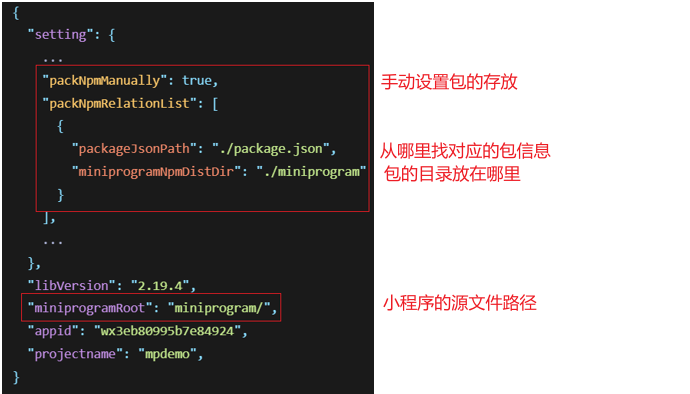 {
"setting": {
...
"packNpmManually": true,
手动设置包的存放
"packNpmRelationList": [
{
"packageJsonPath": "./package.json",
从哪里找对应的包信息
"miniprogramNpmDistDir": "./miniprogram"
包的目录放在哪里
}
],
...
},
"libVersion": "2.19.4",
"miniprogramRoot": "miniprogram/",
小程序的源文件路径
"appid": "wx3eb80995b7e84924",
"projectname": "mpdemo",
}